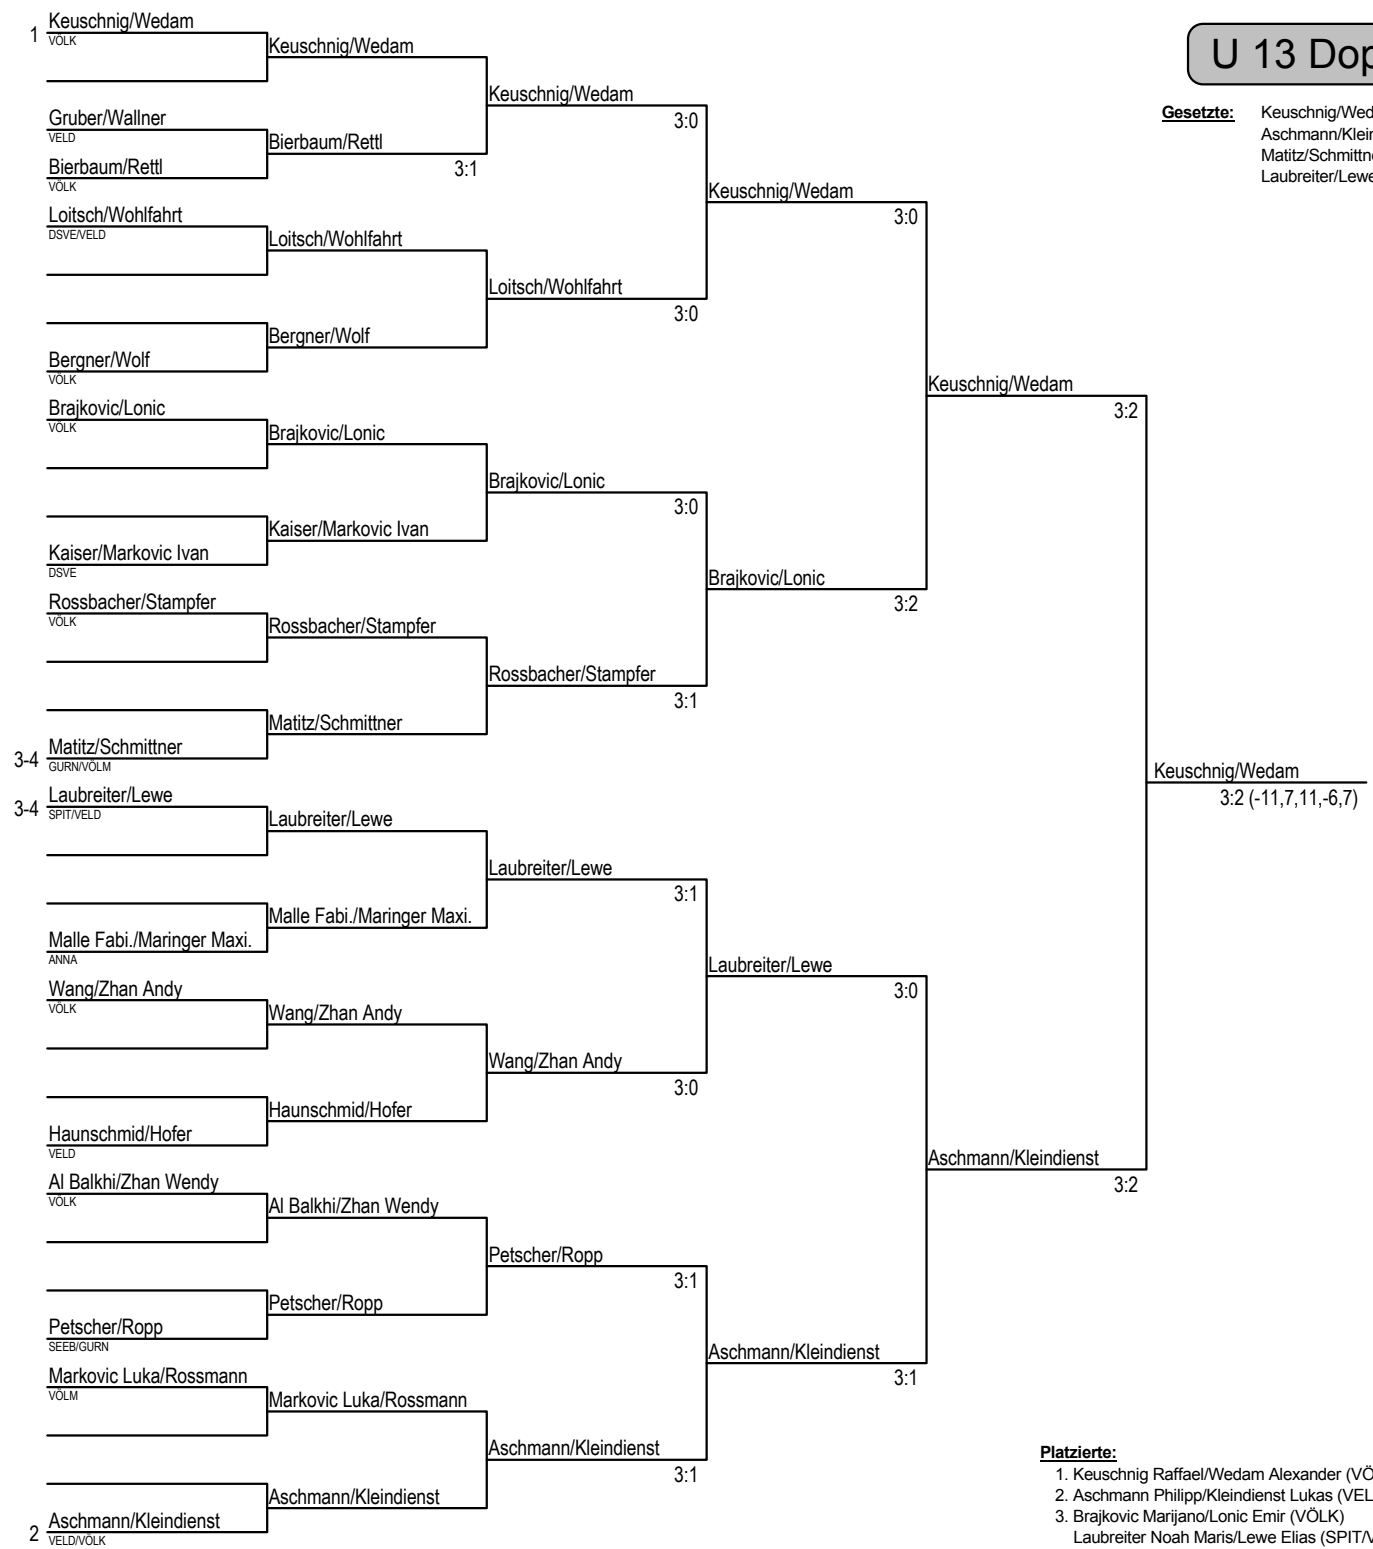 1 Keuschnig/Wedam
VÖLK
Keuschnig/Wedam
Keuschnig/Wedam
3:0
Gruber/Wallner
VELD
Bierbaum/Rettl
3:1
Bierbaum/Rettl
VÖLK
Keuschnig/Wedam
3:0
Loitsch/Wohlfahrt
DSVE/VELD
Loitsch/Wohlfahrt
Loitsch/Wohlfahrt
3:0
Bergner/Wolf
Bergner/Wolf
VÖLK
Keuschnig/Wedam
3:2
Brajkovic/Lonic
VÖLK
Brajkovic/Lonic
Brajkovic/Lonic
3:0
Kaiser/Markovic Ivan
Kaiser/Markovic Ivan
DSVE
Brajkovic/Lonic
3:2
Rossbacher/Stampfer
VÖLK
Rossbacher/Stampfer
Rossbacher/Stampfer
3:1
Matitz/Schmittner
3-4 Matitz/Schmittner
GURN/VÖLM
Keuschnig/Wedam
3:2 (-11,7,11,-6,7)
3-4 Laubreiter/Lewe
SPIT/VELD
Laubreiter/Lewe
Laubreiter/Lewe
3:1
Malle Fabi./Maringer Maxi.
Malle Fabi./Maringer Maxi.
ANNA
Laubreiter/Lewe
3:0
Wang/Zhan Andy
VÖLK
Wang/Zhan Andy
Wang/Zhan Andy
3:0
Haunschmid/Hofer
Haunschmid/Hofer
VELD
Aschmann/Kleindienst
3:2
Al Balkhi/Zhan Wendy
VÖLK
Al Balkhi/Zhan Wendy
Petscher/Ropp
3:1
Petscher/Ropp
Petscher/Ropp
SEEB/GURN
Aschmann/Kleindienst
3:1
Markovic Luka/Rossmann
VÖLM
Markovic Luka/Rossmann
Aschmann/Kleindienst
3:1
Aschmann/Kleindienst
2 Aschmann/Kleindienst
VELD/VÖLK
U 13 Dop
Gesetzte: Keuschnig/Wed
Aschmann/Klein
Matitz/Schmittn
Laubreiter/Lewe
Platzierte:
1. Keuschnig Raffael/Wedam Alexander (VÖ
2. Aschmann Philipp/Kleindienst Lukas (VEL
3. Brajkovic Marijano/Lonic Emir (VÖLK)
Laubreiter Noah Maris/Lewe Elias (SPIT/V